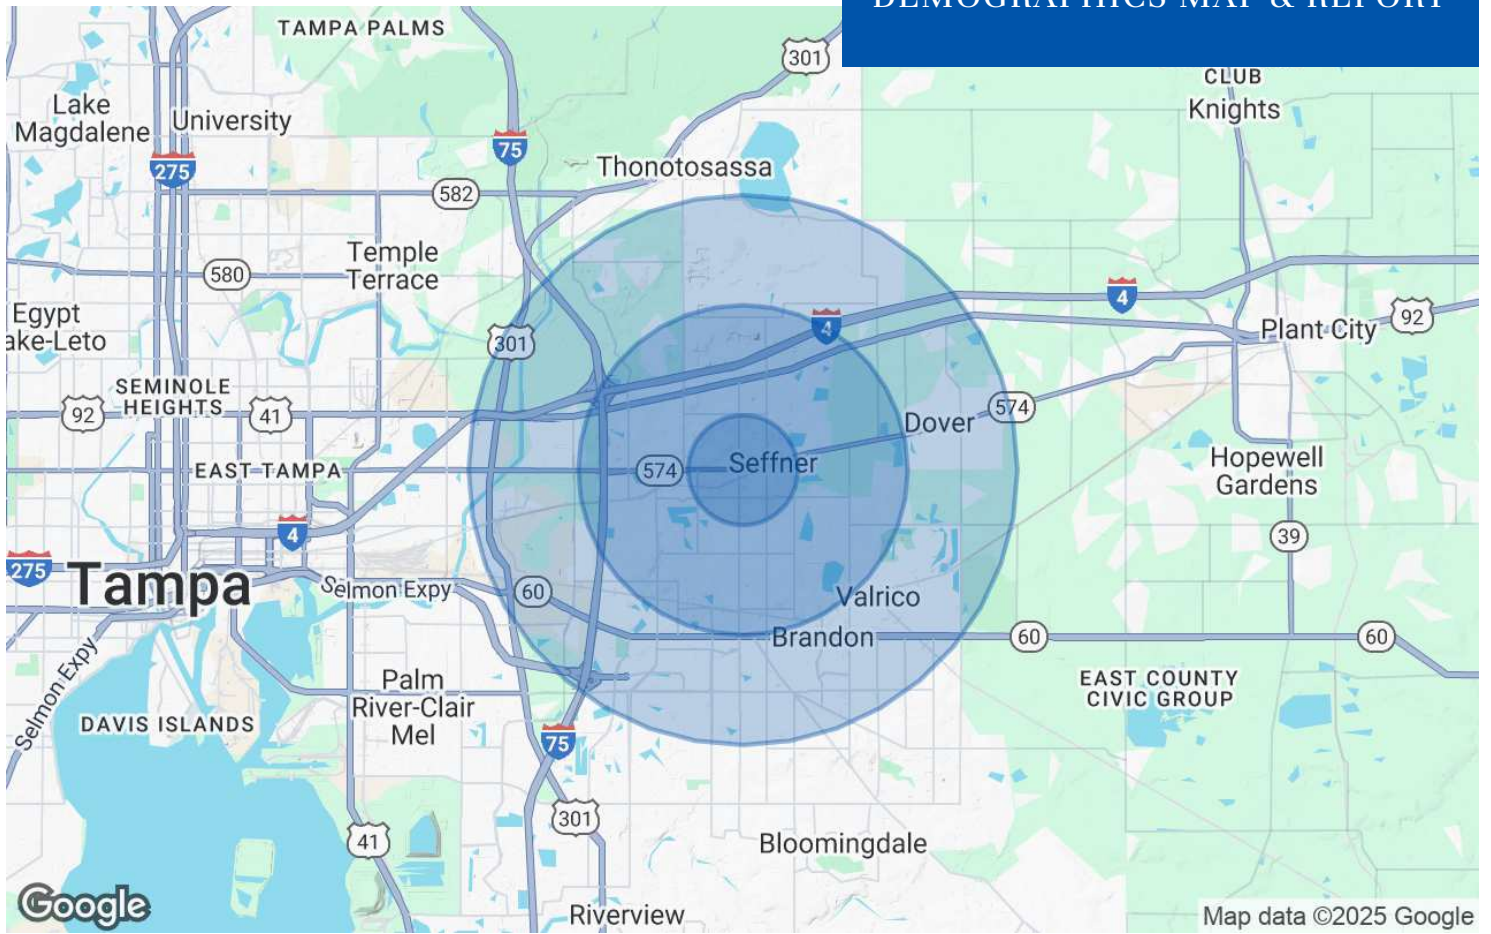 DEMOGRAPHICS MAP & REPORT
TAMPA PALMS
301
CLUB
Knights
Lake
Magdalene
University
275
75
Thonotosassa
582
Temple
Terrace
580
4
Egypt
ake-Leto
301
4
Plant City
92
SEMINOLE
HEIGHTS
92
41
574
Dover
EAST TAMPA
574
Seffner
Hopewell
Gardens
4
39
275
Tampa
Selmon Expy
60
Valrico
Brandon
60
60
Selmon Expy
DAVIS ISLANDS
Palm
River-Clair
Mel
EAST COUNTY
CIVIC GROUP
75
301
41
Bloomingdale
Google
Riverview
Map data ©2025 Google